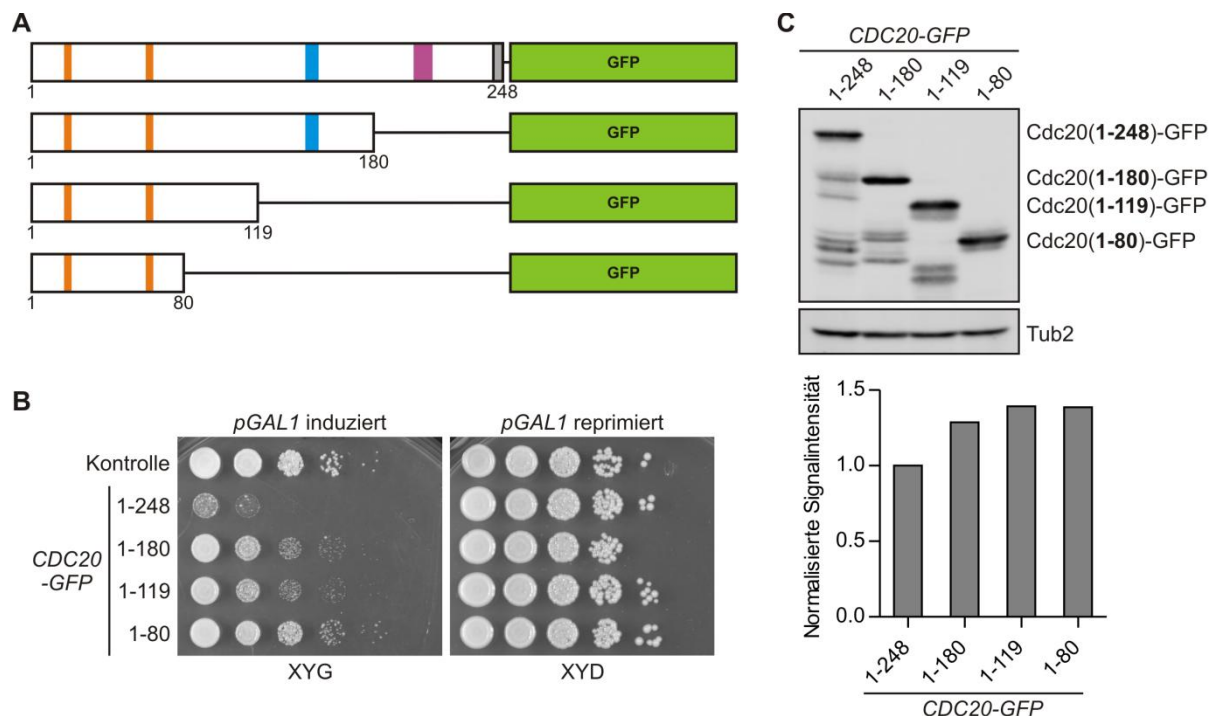 A
GFP
1
248
GFP
1
180
GFP
1
119
GFP
1
80
B
pGAL1 induziert
pGAL1 reprimiert
Kontrolle
1-248
1-180
1-119
1-80
CDC20
-GFP
XYG
XYD
C
CDC20-GFP
1-248
1-180
1-119
1-80
Cdc20(1-248)-GFP
Cdc20(1-180)-GFP
Cdc20(1-119)-GFP
Cdc20(1-80)-GFP
Tub2
Normalisierte Signalintensität
1.5
1.0
0.5
0.0
1-248
1-180
1-119
1-80
CDC20-GFP